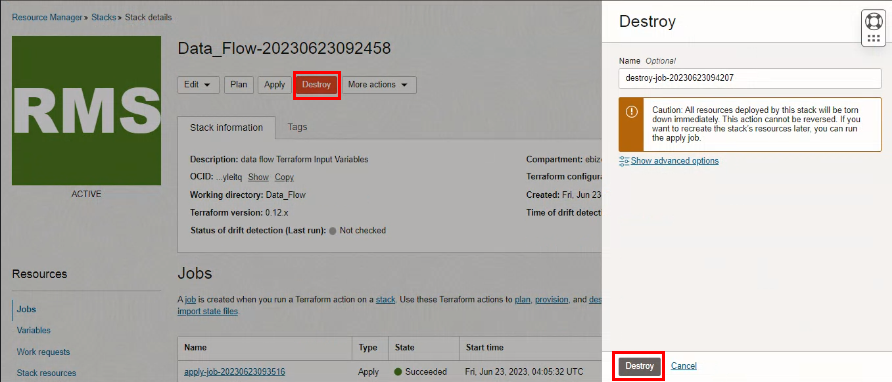 Resource Manager » Stacks » Stack details
RMS
ACTIVE
Data_Flow-20230623092458
Edit Plan Apply Destroy More actions
Stack information Tags
Description: data flow Terraform Input Variables
OCID: ...yleitq Show Copy
Working directory: Data_Flow
Terraform version: 0.12.x
Status of drift detection (Last run): Not checked
Compartment: ebiz
Terraform configura
Created: Fri, Jun 23
Time of drift detect
Resources
Jobs
Variables
Work requests
Stack resources
Jobs
A job is created when you run a Terraform action on a stack. Use these Terraform actions to plan, provision, and des
import state files
Name Type State Start time
apply-job-20230623093516 Apply Succeeded Fri, Jun 23, 2023, 04:05:32 UTC
Destroy
Name Optional
destroy-job-20230623094207
Caution: All resources deployed by this stack will be torn
down immediately. This action cannot be reversed. If you
want to recreate the stack's resources later, you can run
the apply job.
Show advanced options
Destroy Cancel